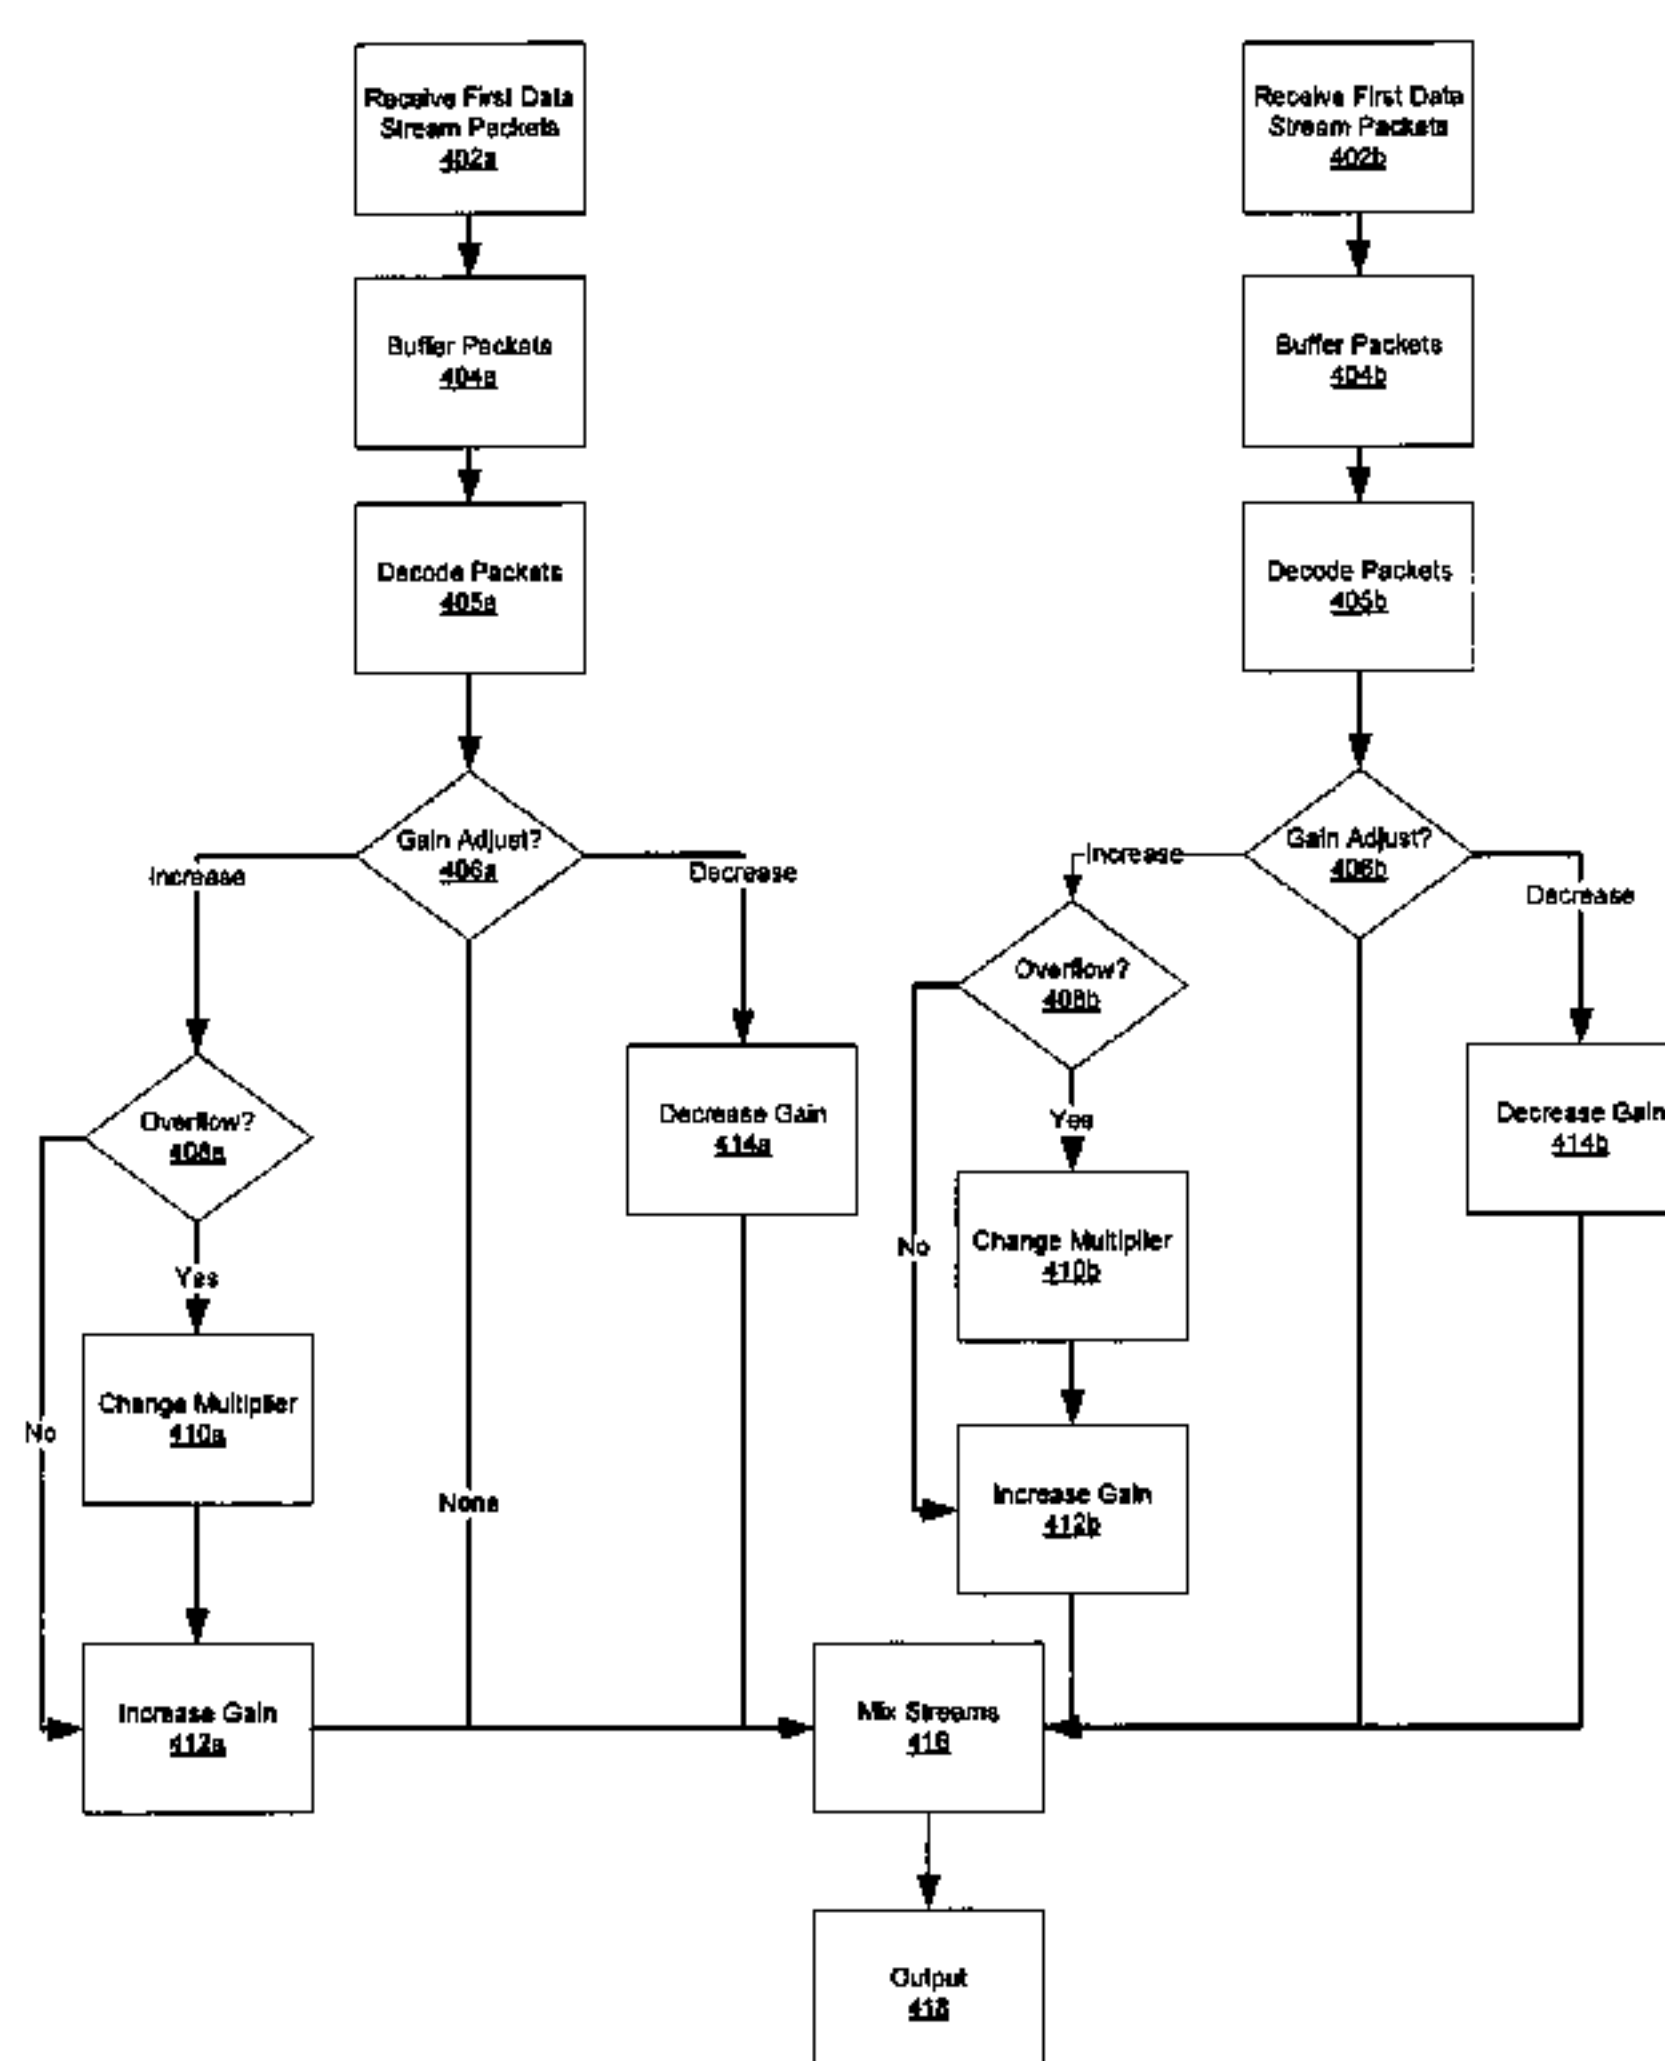 Receive First Data
Stream Packets
402a
Buffer Packets
404a
Decode Packets
405a
Gain Adjust?
406a
Increase
Decrease
None
Overflow?
408a
Yes
No
Change Multiplier
410a
Increase Gain
412a
Decrease Gain
414a
Receive First Data
Stream Packets
402b
Buffer Packets
404b
Decode Packets
405b
Gain Adjust?
406b
Increase
Decrease
Overflow?
408b
Yes
No
Change Multiplier
410b
Increase Gain
412b
Decrease Gain
414b
Mix Streams
416
Output
418